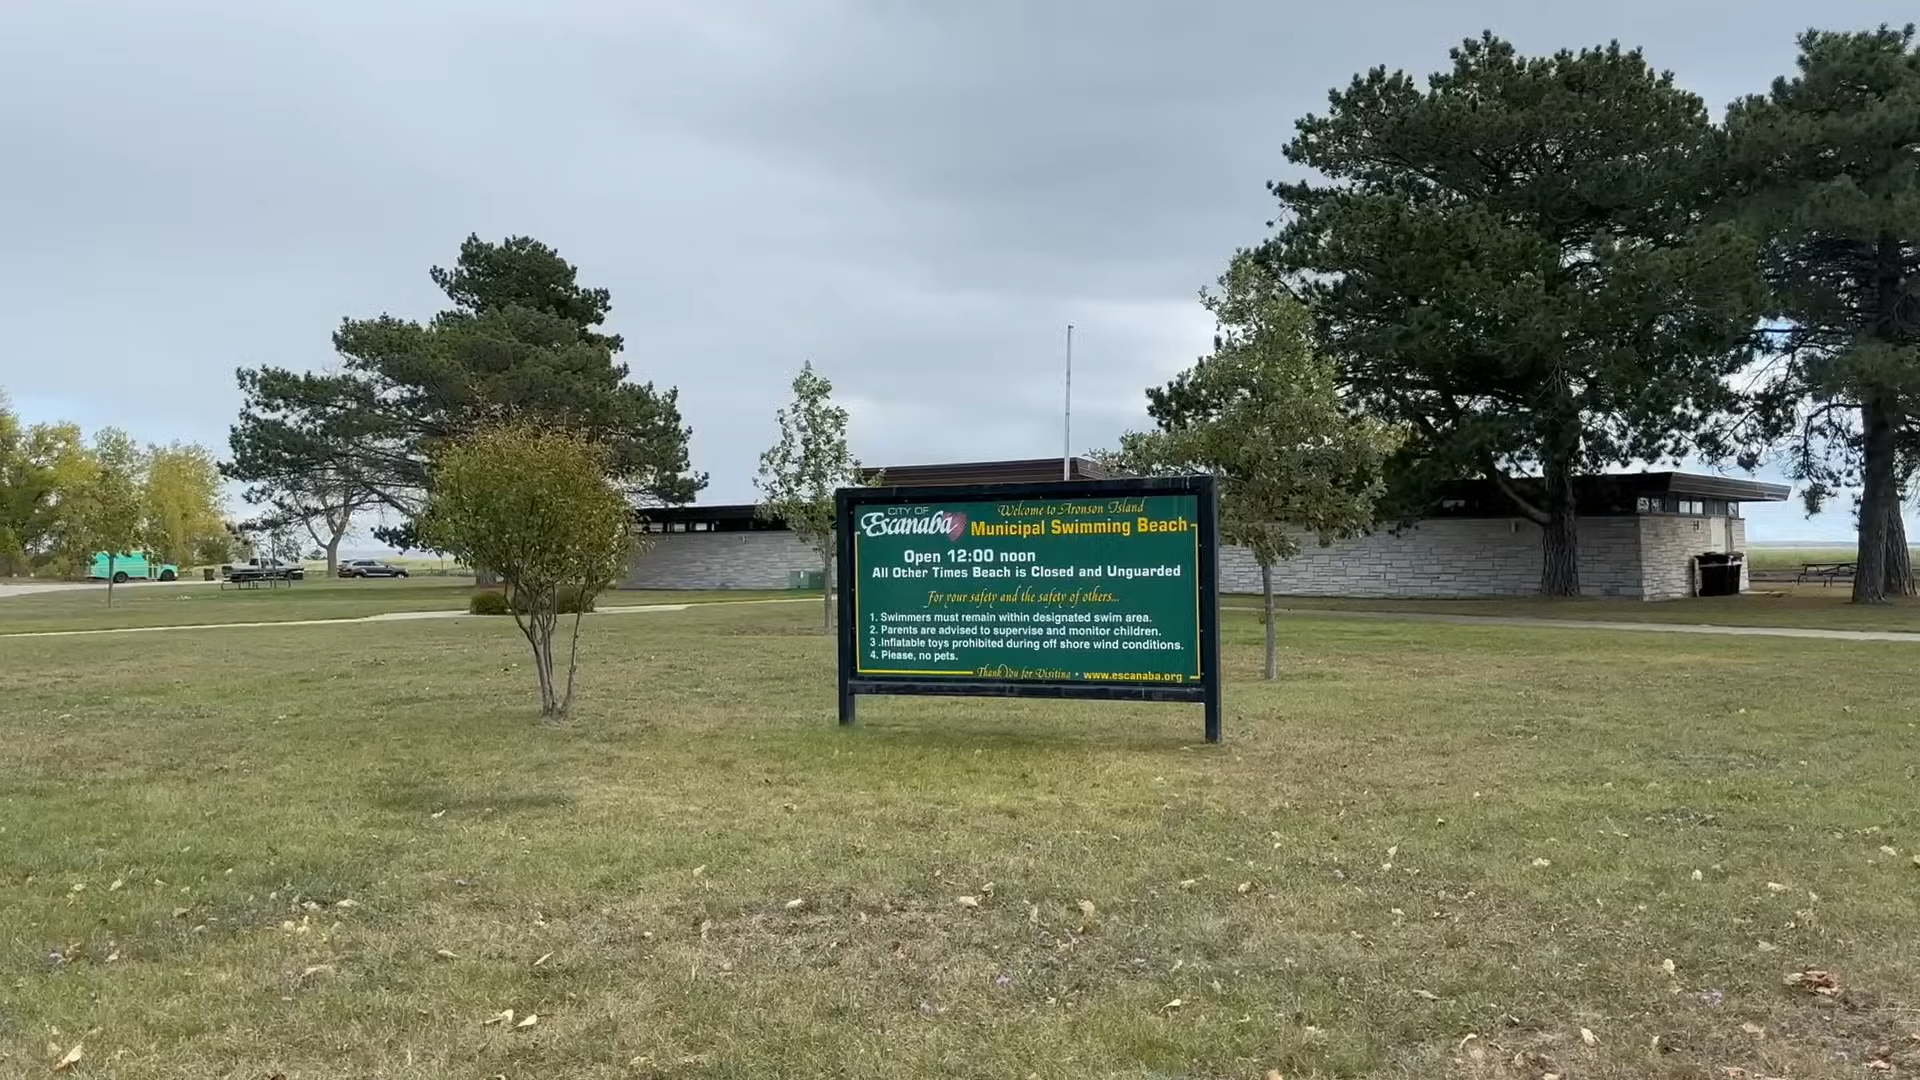 CITY OF
Escanaba
Welcome to Aronson Island
Municipal Swimming Beach
Open 12:00 noon
All Other Times Beach is Closed and Unguarded
For your safety and the safety of others...
1. Swimmers must remain within designated swim area.
2. Parents are advised to supervise and monitor children.
3 .Inflatable toys prohibited during off shore wind conditions.
4. Please, no pets.
Thank You for Visiting • www.escanaba.org